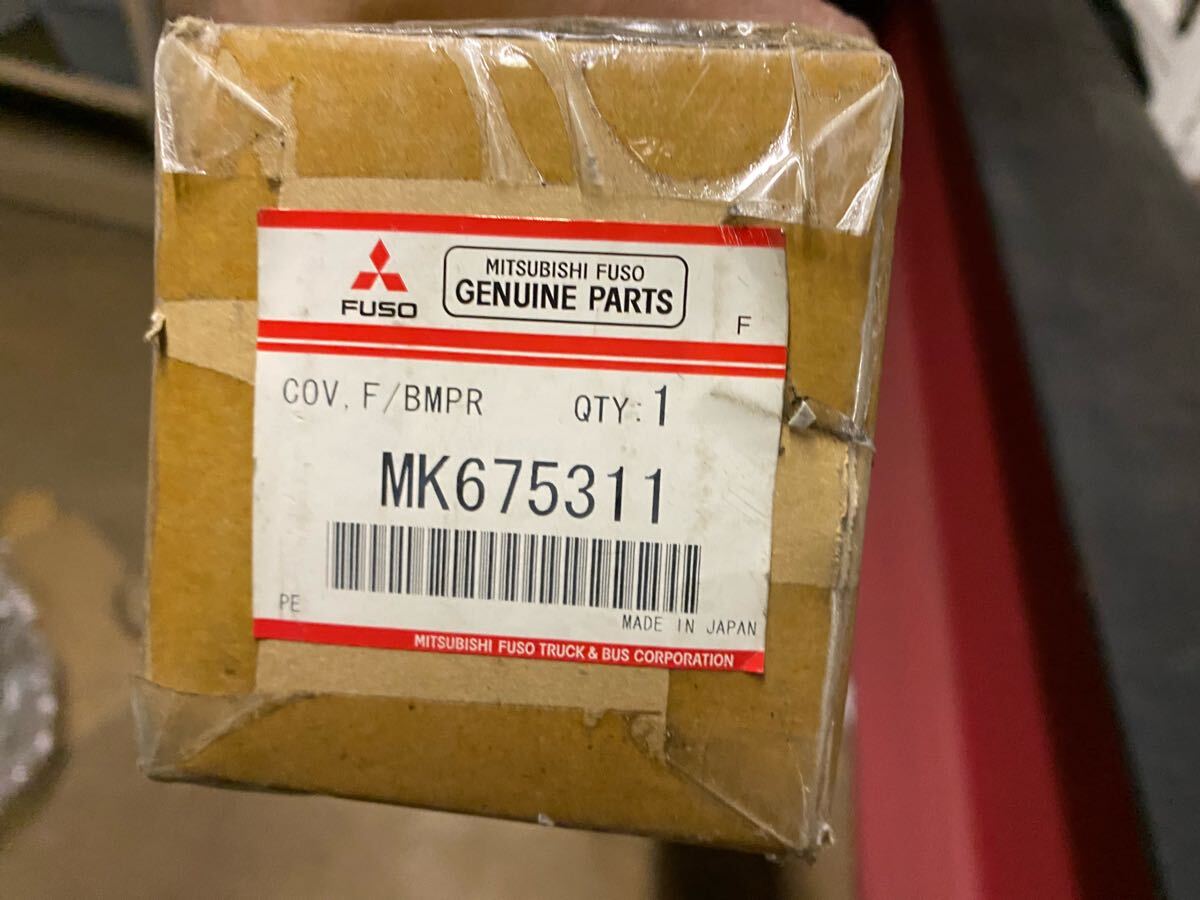 FUSO
MITSUBISHI FUSO
GENUINE PARTS
F
COV, F/BMPR QTY: 1
MK675311
PE
MADE IN JAPAN
MITSUBISHI FUSO TRUCK & BUS CORPORATION